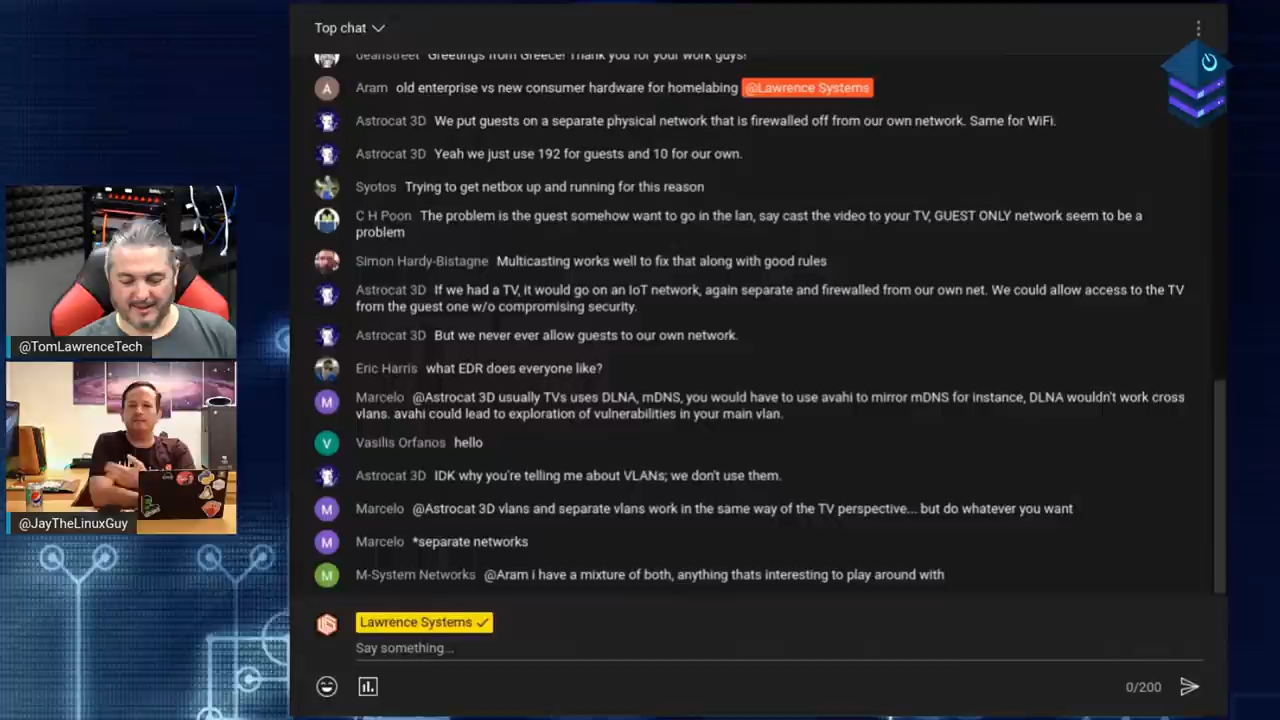 Top chat
deanstreet Greetings from Greece! Thank you for your work guys!
A Aram old enterprise vs new consumer hardware for homelabing @Lawrence Systems
Astrocat 3D We put guests on a separate physical network that is firewalled off from our own network. Same for WiFi.
Astrocat 3D Yeah we just use 192 for guests and 10 for our own.
Syotos Trying to get netbox up and running for this reason
C H Poon The problem is the guest somehow want to go in the lan, say cast the video to your TV, GUEST ONLY network seem to be a
problem
Simon Hardy-Bistagne Multicasting works well to fix that along with good rules
Astrocat 3D If we had a TV, it would go on an IoT network, again separate and firewalled from our own net. We could allow access to the TV
from the guest one w/o compromising security.
Astrocat 3D But we never ever allow guests to our own network.
Eric Harris what EDR does everyone like?
M Marcelo @Astrocat 3D usually TVs uses DLNA, mDNS, you would have to use avahi to mirror mDNS for instance, DLNA wouldn't work cross
vlans. avahi could lead to exploration of vulnerabilities in your main vlan.
V Vasilis Orfanos hello
Astrocat 3D IDK why you're telling me about VLANs; we don't use them.
M Marcelo @Astrocat 3D vlans and separate vlans work in the same way of the TV perspective... but do whatever you want
M Marcelo *separate networks
M M-System Networks @Aram i have a mixture of both, anything thats interesting to play around with
Lawrence Systems
Say something...
0/200
@TomLawrenceTech
@JayTheLinuxGuy